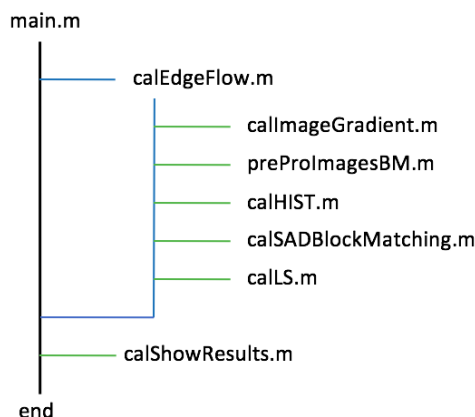 main.m
calEdgeFlow.m
calImageGradient.m
preProImagesBM.m
calHIST.m
calSADBlockMatching.m
calLS.m
calShowResults.m
end